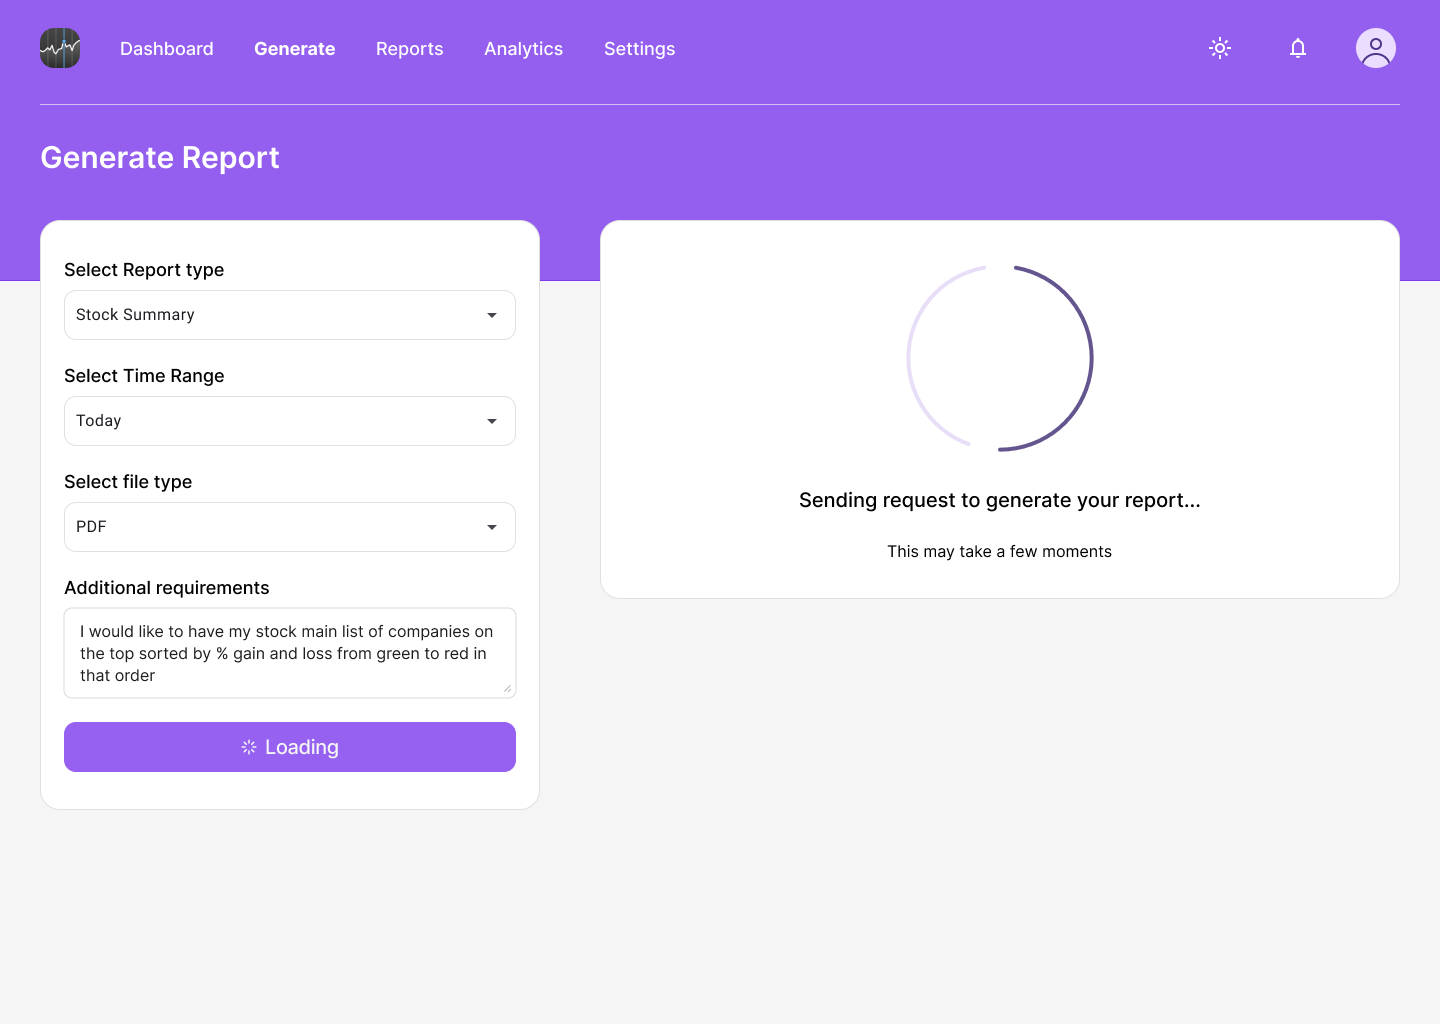 Dashboard
Generate
Reports
Analytics
Settings
Generate Report
Select Report type
Stock Summary
Select Time Range
Today
Select file type
PDF
Additional requirements
I would like to have my stock main list of companies on
the top sorted by % gain and loss from green to red in
that order
Loading
Sending request to generate your report...
This may take a few moments